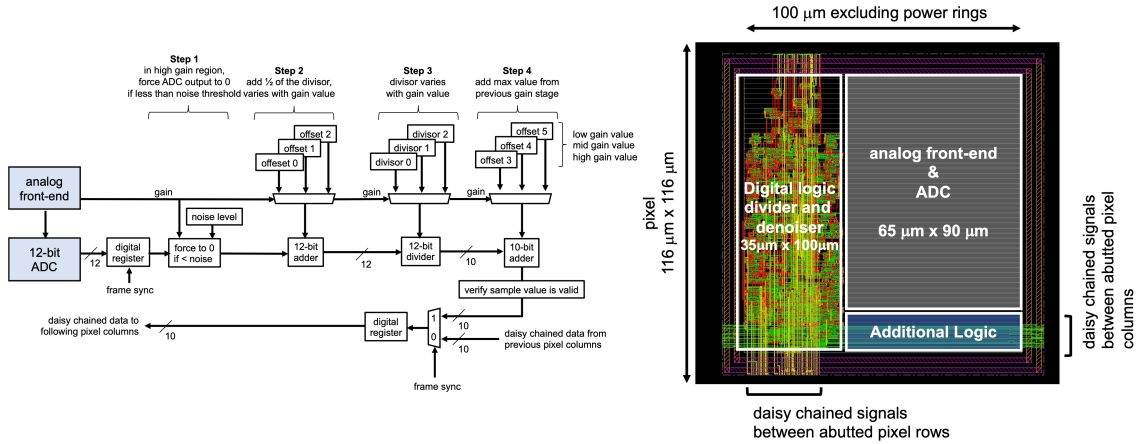 Step 1
in high gain region,
force ADC output to 0
if less than noise threshold
Step 2
add ½ of the divisor,
varies with gain value
Step 3
divisor varies
with gain value
Step 4
add max value from
previous gain stage
offset 2
offset 1
offeset 0
divisor 2
divisor 1
divisor 0
offset 5
offset 4
offset 3
low gain value
mid gain value
high gain value
analog
front-end
gain
gain
gain
noise level
12-bit
ADC
12
digital
register
force to 0
if < noise
12-bit
adder
12
12-bit
divider
10
10-bit
adder
frame sync
verify sample value is valid
daisy chained data to
following pixel columns
10
digital
register
1
0
10
10
daisy chained data from
previous pixel columns
frame sync
100 μm excluding power rings
pixel
116 μm x 116 μm
Digital logic
divider and
denoiser
35μm x 100μm
analog front-end
&
ADC
65 μm x 90 μm
Additional Logic
daisy chained signals
between abutted pixel
columns
daisy chained signals
between abutted pixel rows